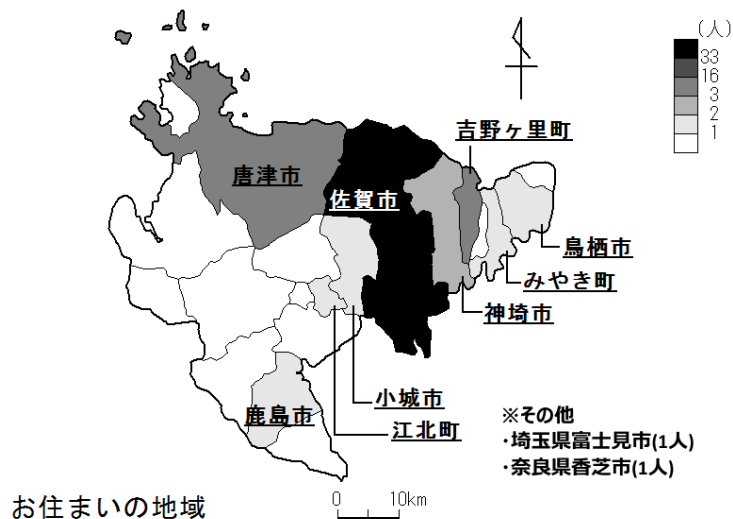 (人)
33
16
3
2
1
吉野ヶ里町
唐津市
佐賀市
鳥栖市
みやき町
神埼市
小城市
鹿島市
江北町
※その他
・埼玉県富士見市(1人)
・奈良県香芝市(1人)
お住まいの地域
0 10km